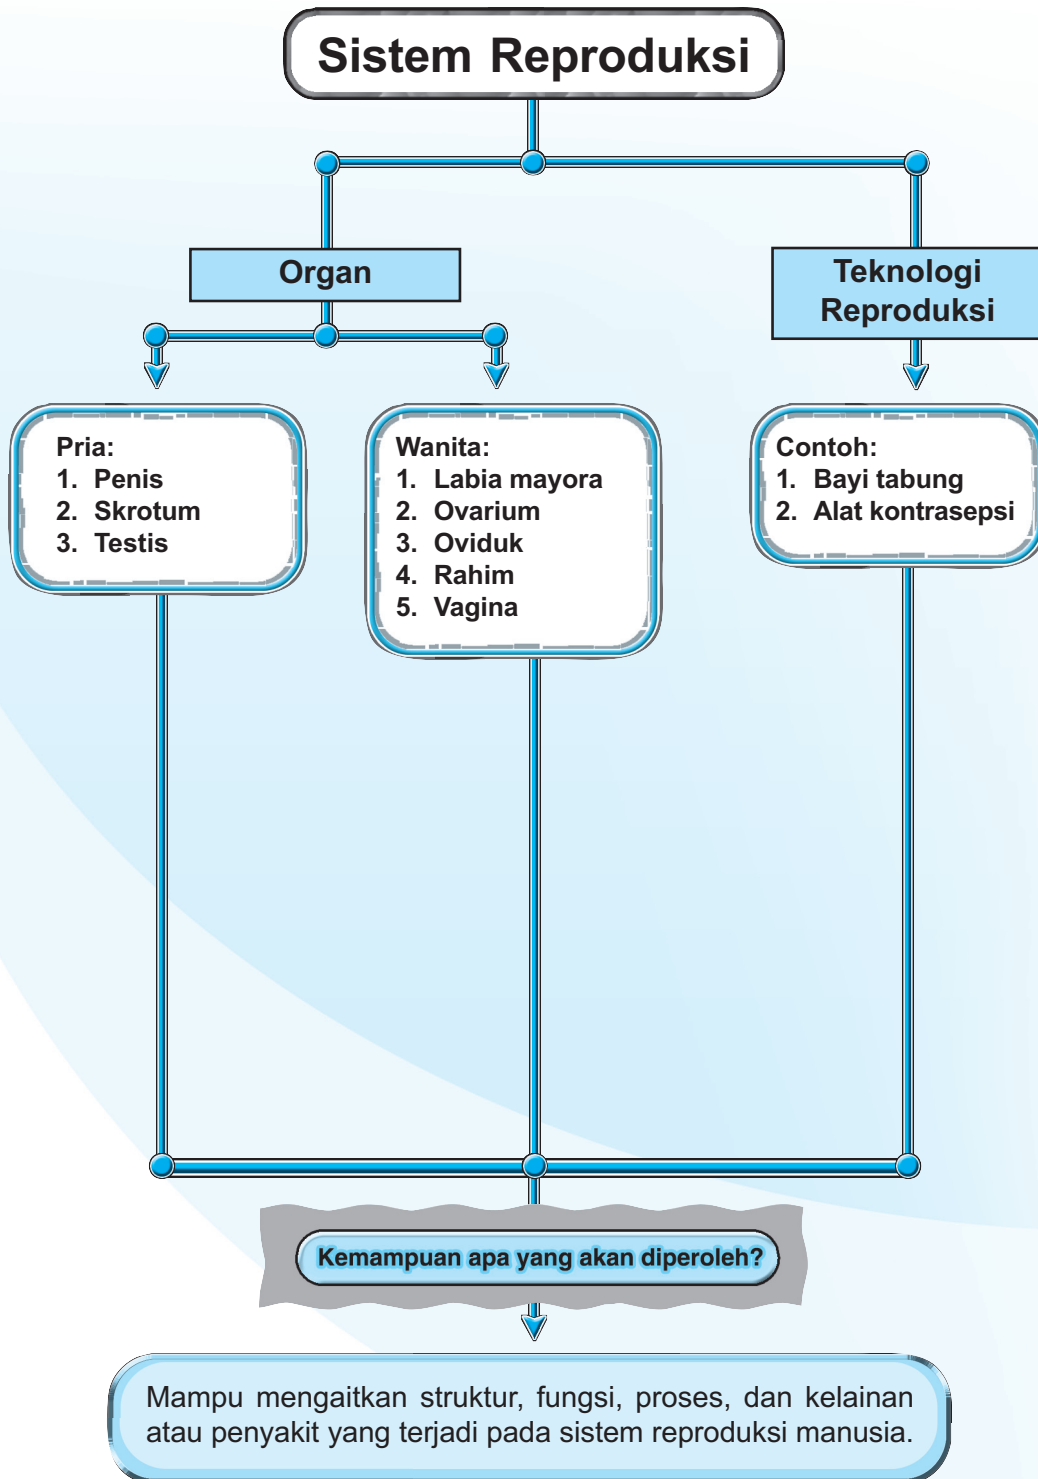 Sistem Reproduksi
Organ
Teknologi
Reproduksi
Pria:
1. Penis
2. Skrotum
3. Testis
Wanita:
1. Labia mayora
2. Ovarium
3. Oviduk
4. Rahim
5. Vagina
Contoh:
1. Bayi tabung
2. Alat kontrasepsi
Kemampuan apa yang akan diperoleh?
Mampu mengaitkan struktur, fungsi, proses, dan kelainan
atau penyakit yang terjadi pada sistem reproduksi manusia.